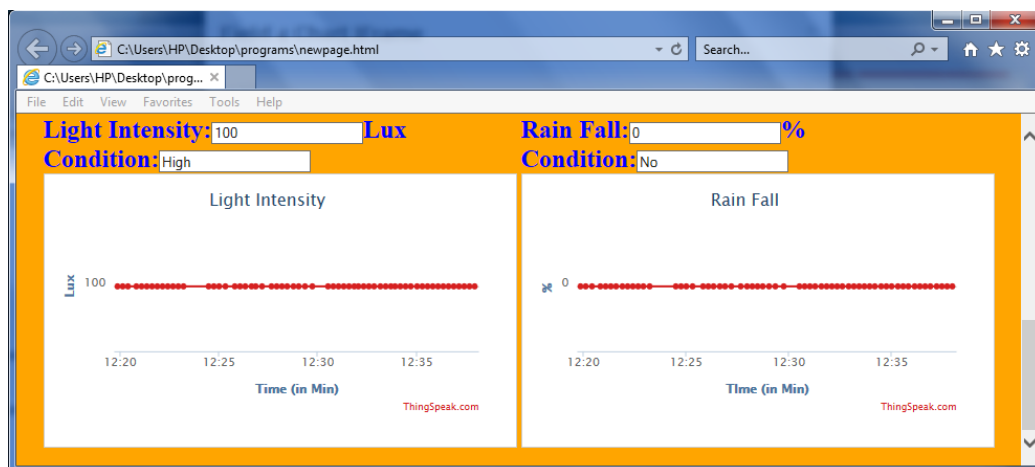 C:\Users\HP\Desktop\programs\newpage.html
Search...
C:\Users\HP\Desktop\prog...
File Edit View Favorites Tools Help
Light Intensity: 100 Lux
Condition: High
Rain Fall: 0 %
Condition: No
Light Intensity
Lux
100
12:20 12:25 12:30 12:35
Time (in Min)
ThingSpeak.com
Rain Fall
%
0
12:20 12:25 12:30 12:35
TIme (in Min)
ThingSpeak.com